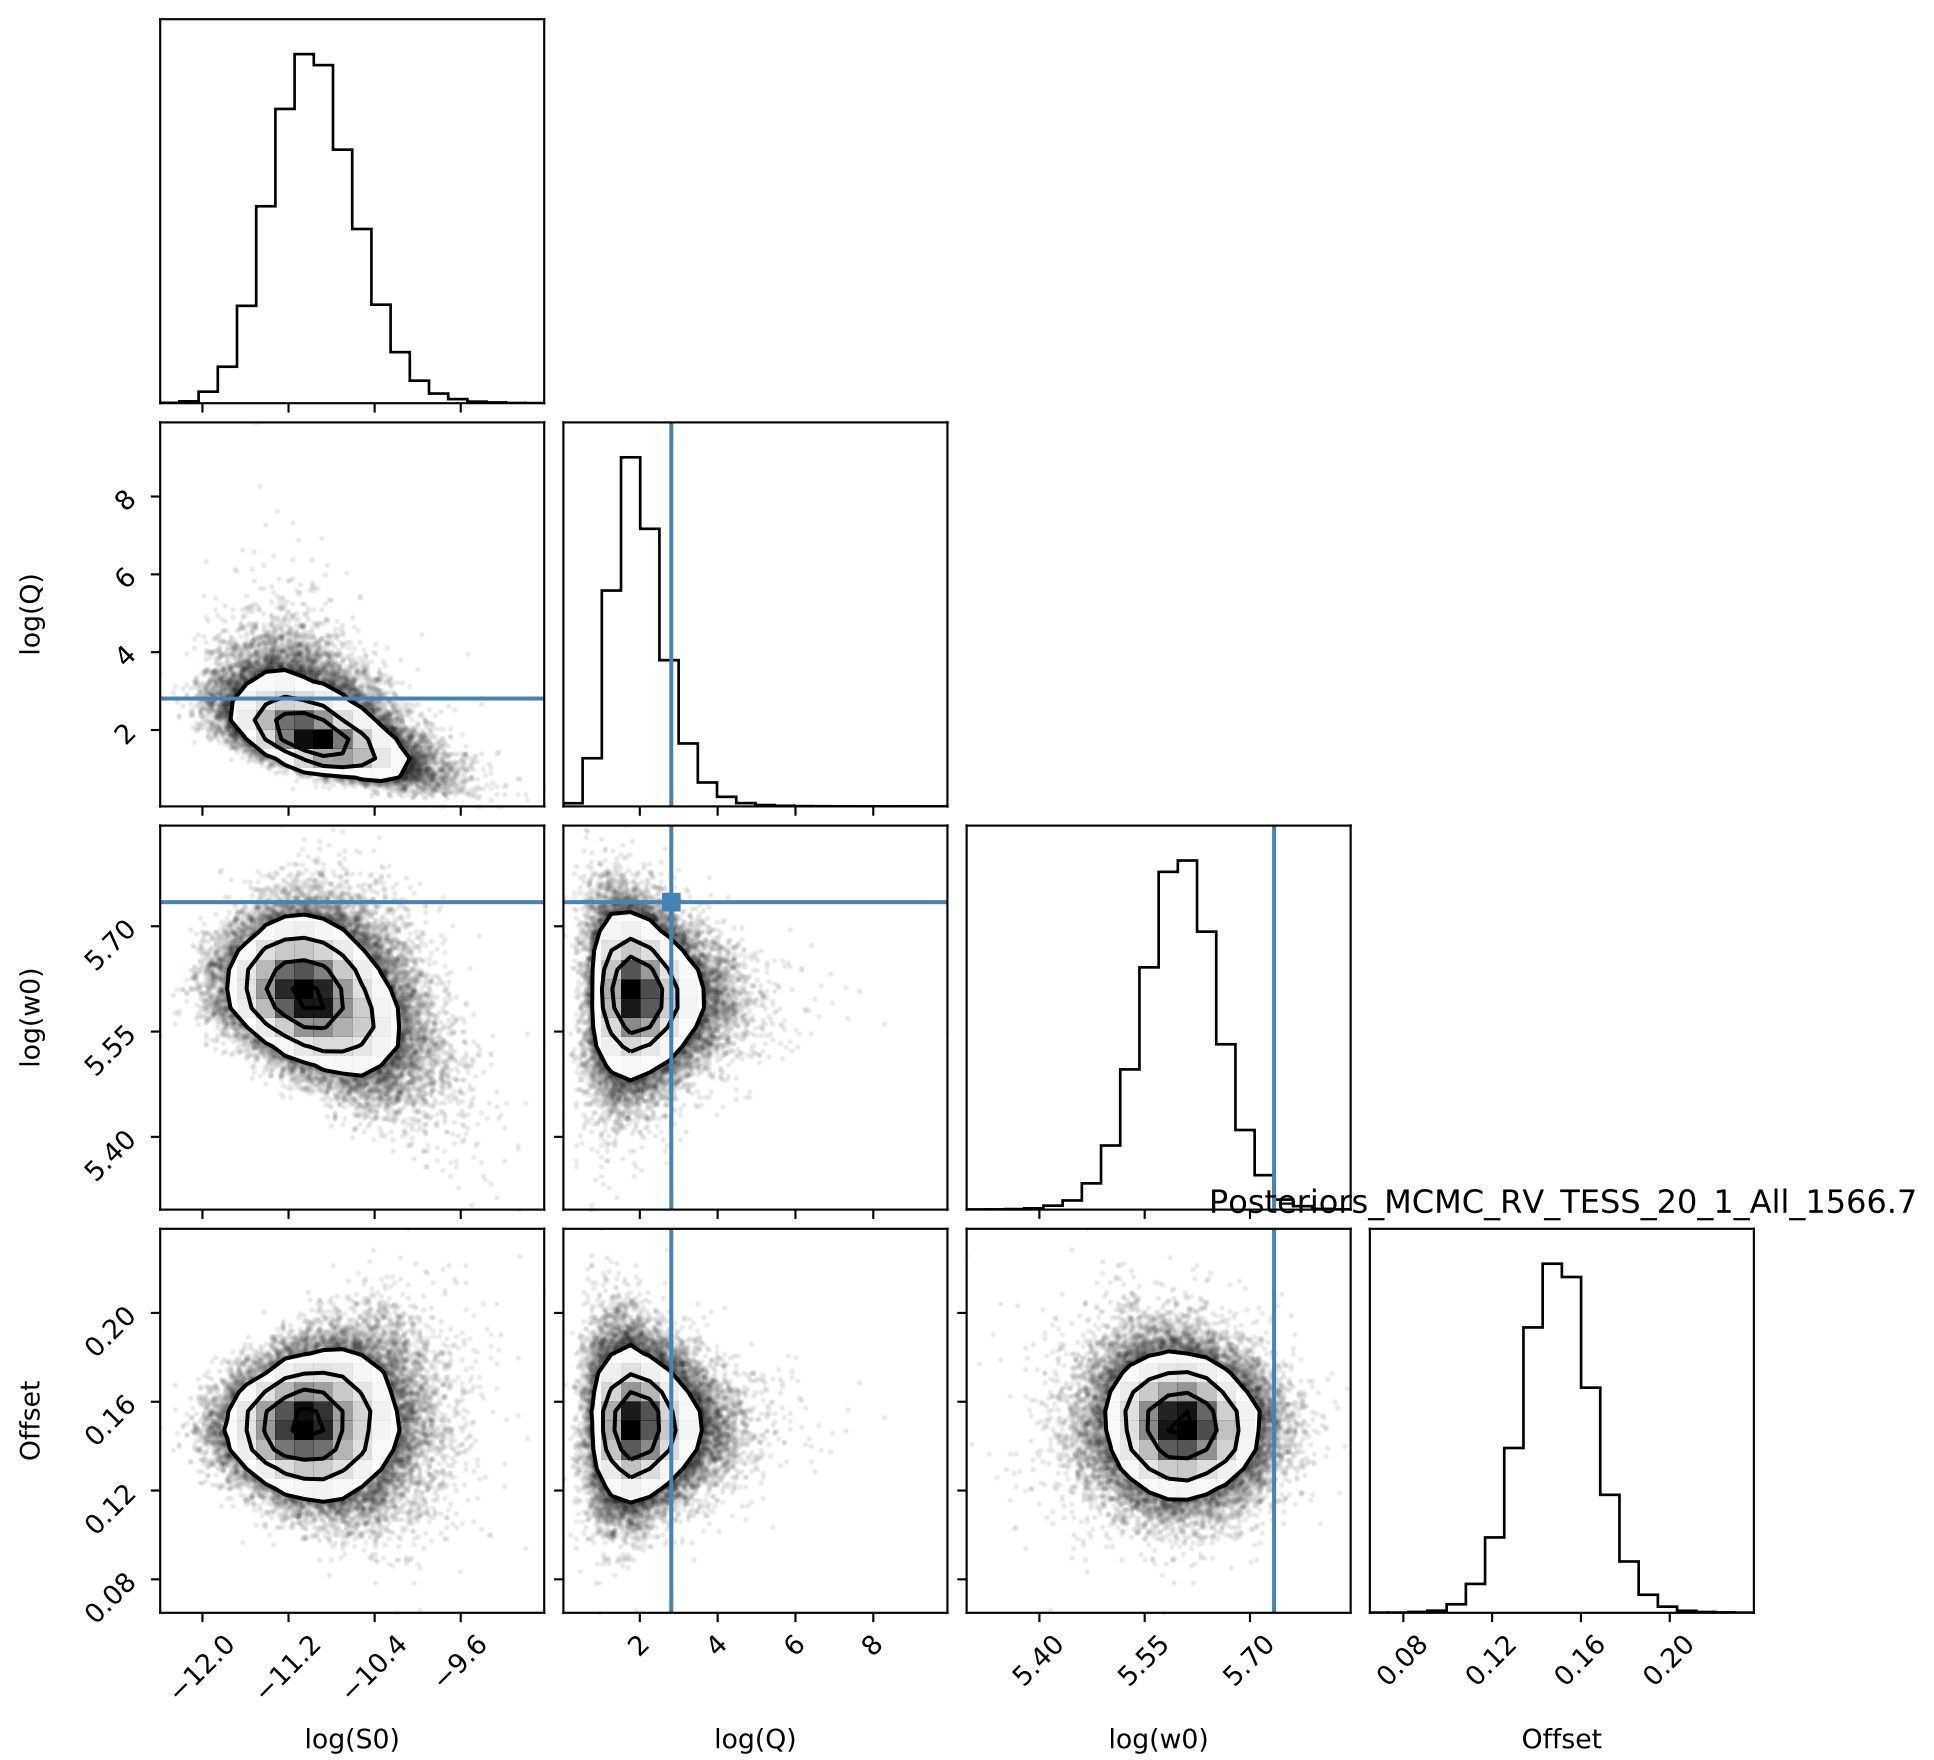 log(Q)
8
6
4
2
log(w0)
5.70
5.55
5.40
Posteriors_MCMC_RV_TESS_20_1_All_1566.7
Offset
0.20
0.16
0.12
0.08
−12.0 −11.2 −10.4 −9.6 2 4 6 8 5.40 5.55 5.70 0.08 0.12 0.16 0.20
log(S0) log(Q) log(w0) Offset